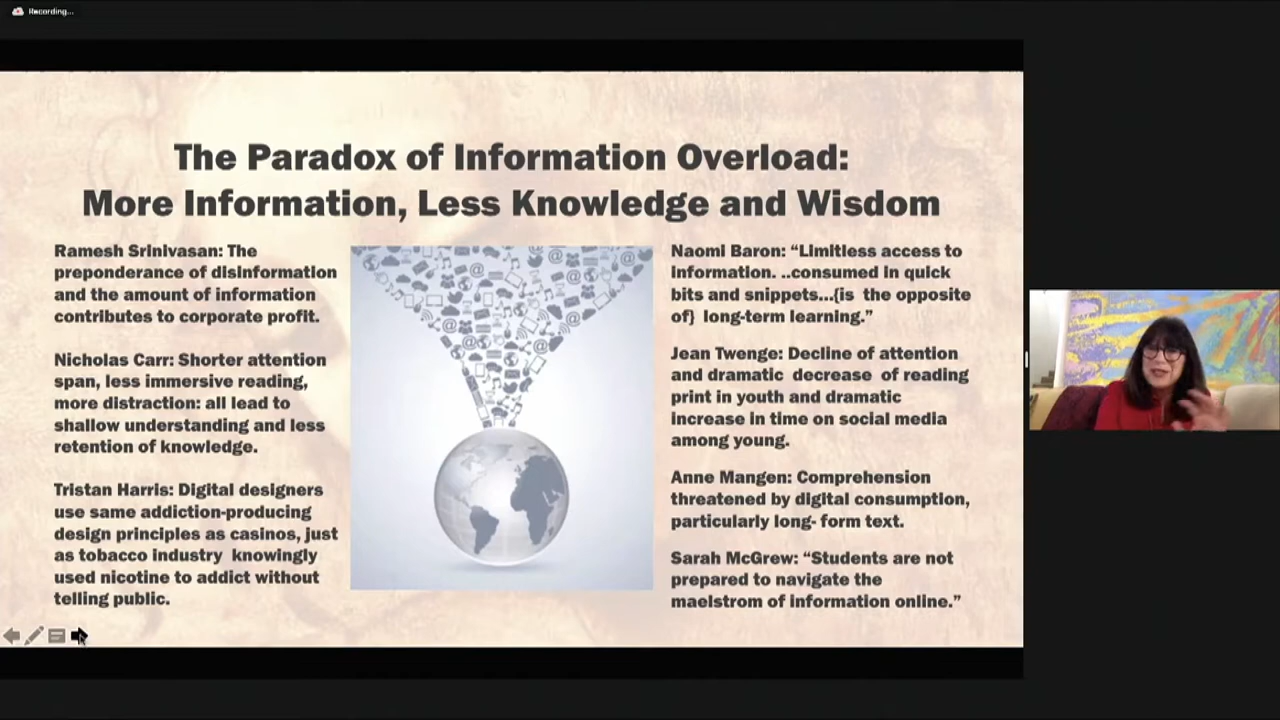 Recording...
The Paradox of Information Overload:
More Information, Less Knowledge and Wisdom
Ramesh Srinivasan: The
preponderance of disinformation
and the amount of information
contributes to corporate profit.
Nicholas Carr: Shorter attention
span, less immersive reading,
more distraction: all lead to
shallow understanding and less
retention of knowledge.
Tristan Harris: Digital designers
use same addiction-producing
design principles as casinos, just
as tobacco industry knowingly
used nicotine to addict without
telling public.
Naomi Baron: “Limitless access to
information. ..consumed in quick
bits and snippets...{is the opposite
of} long-term learning.”
Jean Twenge: Decline of attention
and dramatic decrease of reading
print in youth and dramatic
increase in time on social media
among young.
Anne Mangen: Comprehension
threatened by digital consumption,
particularly long- form text.
Sarah McGrew: “Students are not
prepared to navigate the
maelstrom of information online.”